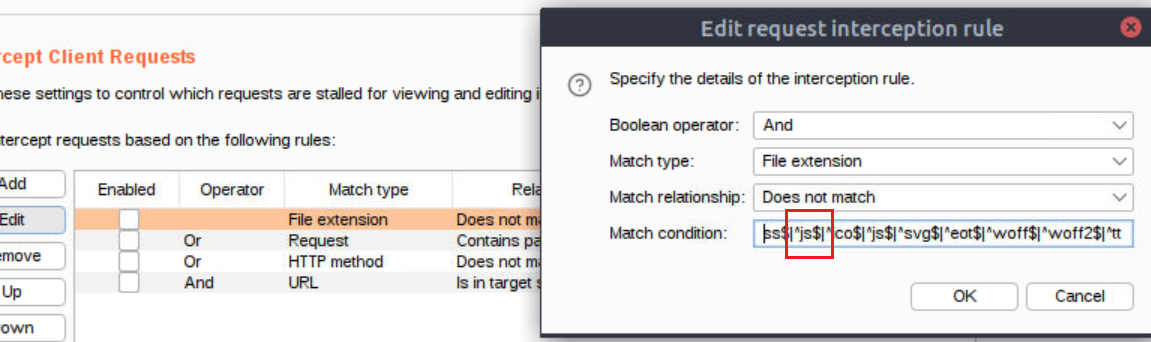 rcept Client Requests
hese settings to control which requests are stalled for viewing and editing i
ntercept requests based on the following rules:
Add
Edit
emove
Up
own
Enabled Operator Match type Rela
File extension Does not m
Or Request Contains pa
Or HTTP method Does not ma
And URL Is in target s
Edit request interception rule
?
Specify the details of the interception rule.
Boolean operator: And
Match type: File extension
Match relationship: Does not match
Match condition: ss$|^js$|^ico$|^js$|^svg$|^eot$|^woff$|^woff2$|^tt
OK Cancel